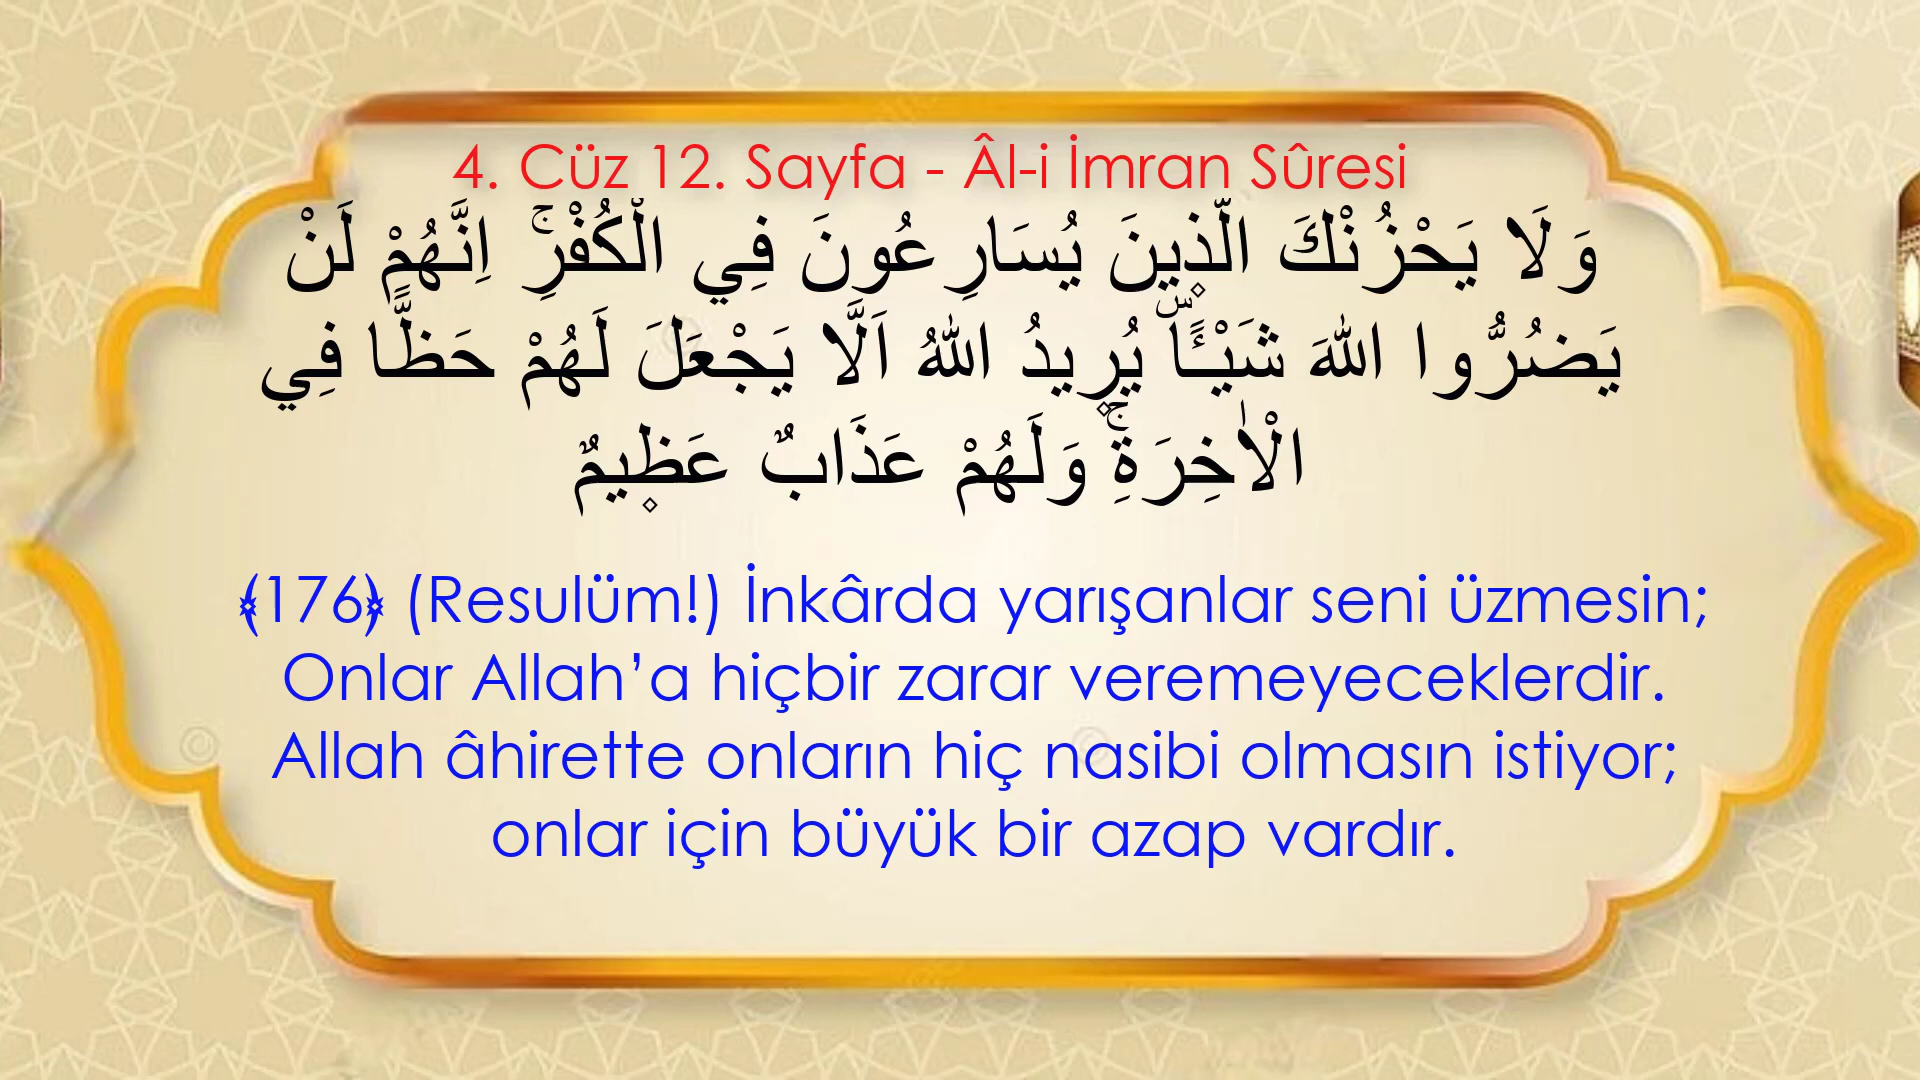 4. Cüz 12. Sayfa - Âl-i İmran Sûresi
وَلَا يَحْزُنْكَ الَّذ۪ينَ يُسَارِعُونَ فِي الْكُفْرِۚ اِنَّهُمْ لَنْ
يَضُرُّوا اللّٰهَ شَيْـًٔاۜ يُر۪يدُ اللّٰهُ اَلَّا يَجْعَلَ لَهُمْ حَظًّا فِي
الْاٰخِرَةِۚ وَلَهُمْ عَذَابٌ عَظ۪يمٌ
﴾176﴿ (Resulüm!) İnkârda yarışanlar seni üzmesin;
Onlar Allah’a hiçbir zarar veremeyeceklerdir.
Allah âhirette onların hiç nasibi olmasın istiyor;
onlar için büyük bir azap vardır.